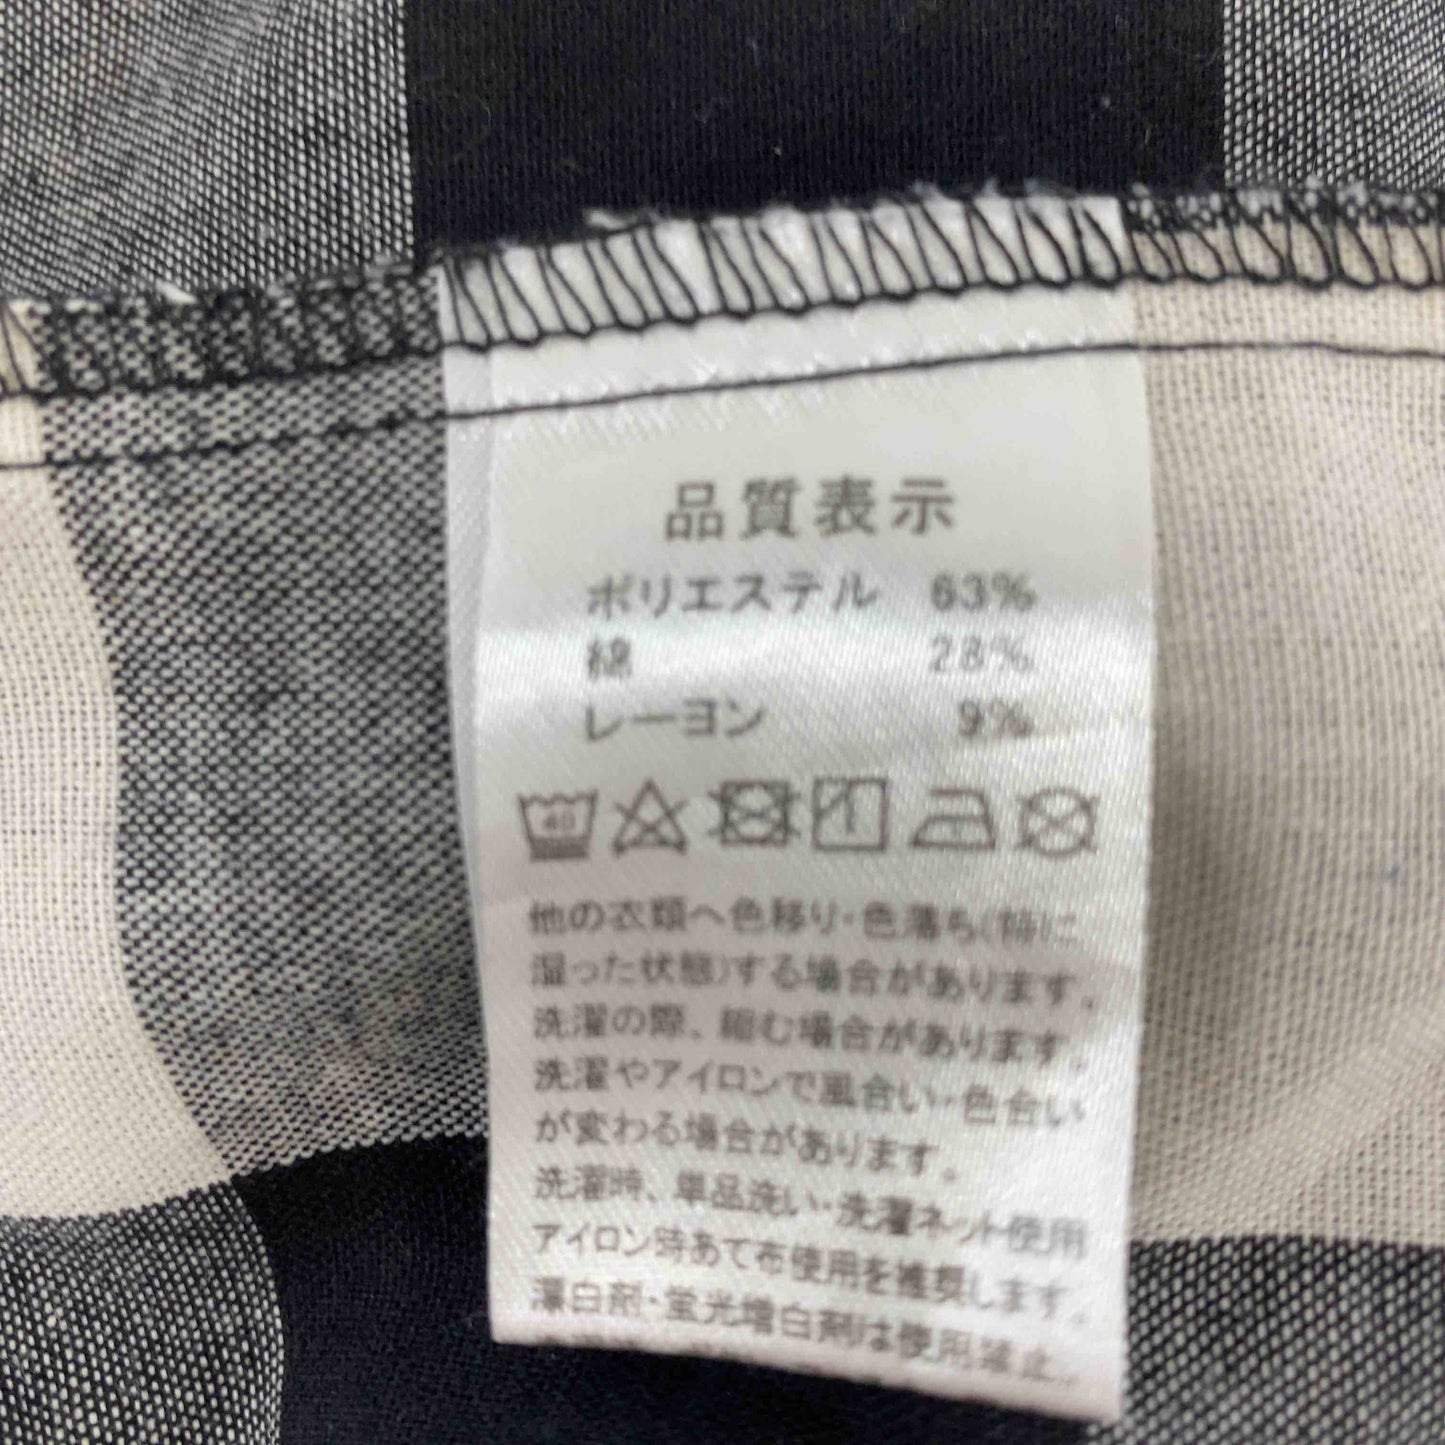 品質表示
ポリエステル 63%
綿 28%
レーヨン 9%
40
他の衣類へ色移り・色落ち(特に
湿った状態)する場合があります。
洗濯の際、縮む場合があります。
洗濯やアイロンで風合い・色合い
が変わる場合があります。
洗濯時、単品洗い・洗濯ネット使用
アイロン時あて布使用を推奨します。
漂白剤・蛍光増白剤は使用禁止。